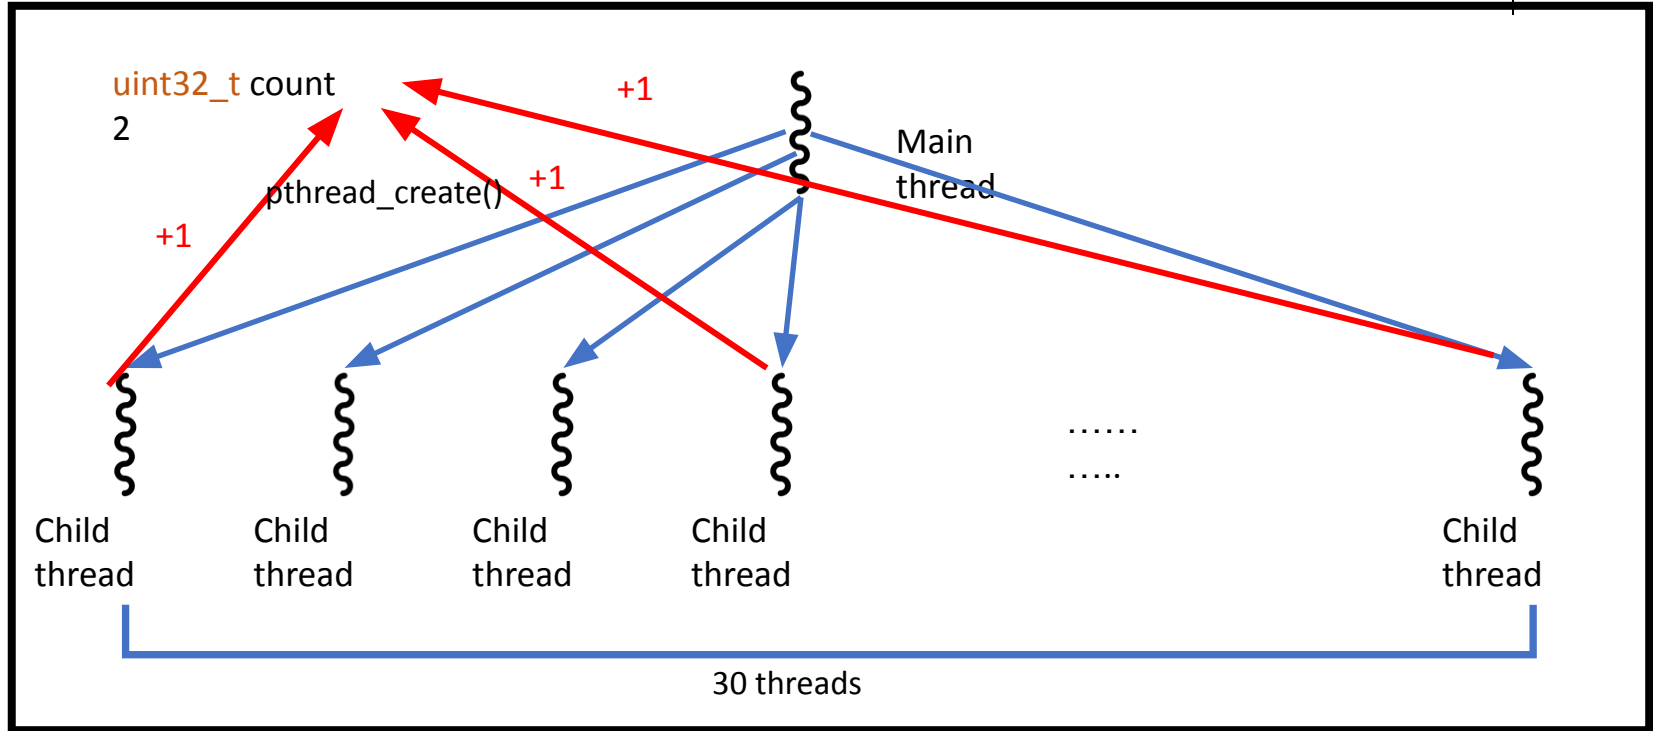 uint32_t count
2
+1
Main
thread
pthread_create()
+1
+1
……
…..
Child
thread
Child
thread
Child
thread
Child
thread
Child
thread
30 threads